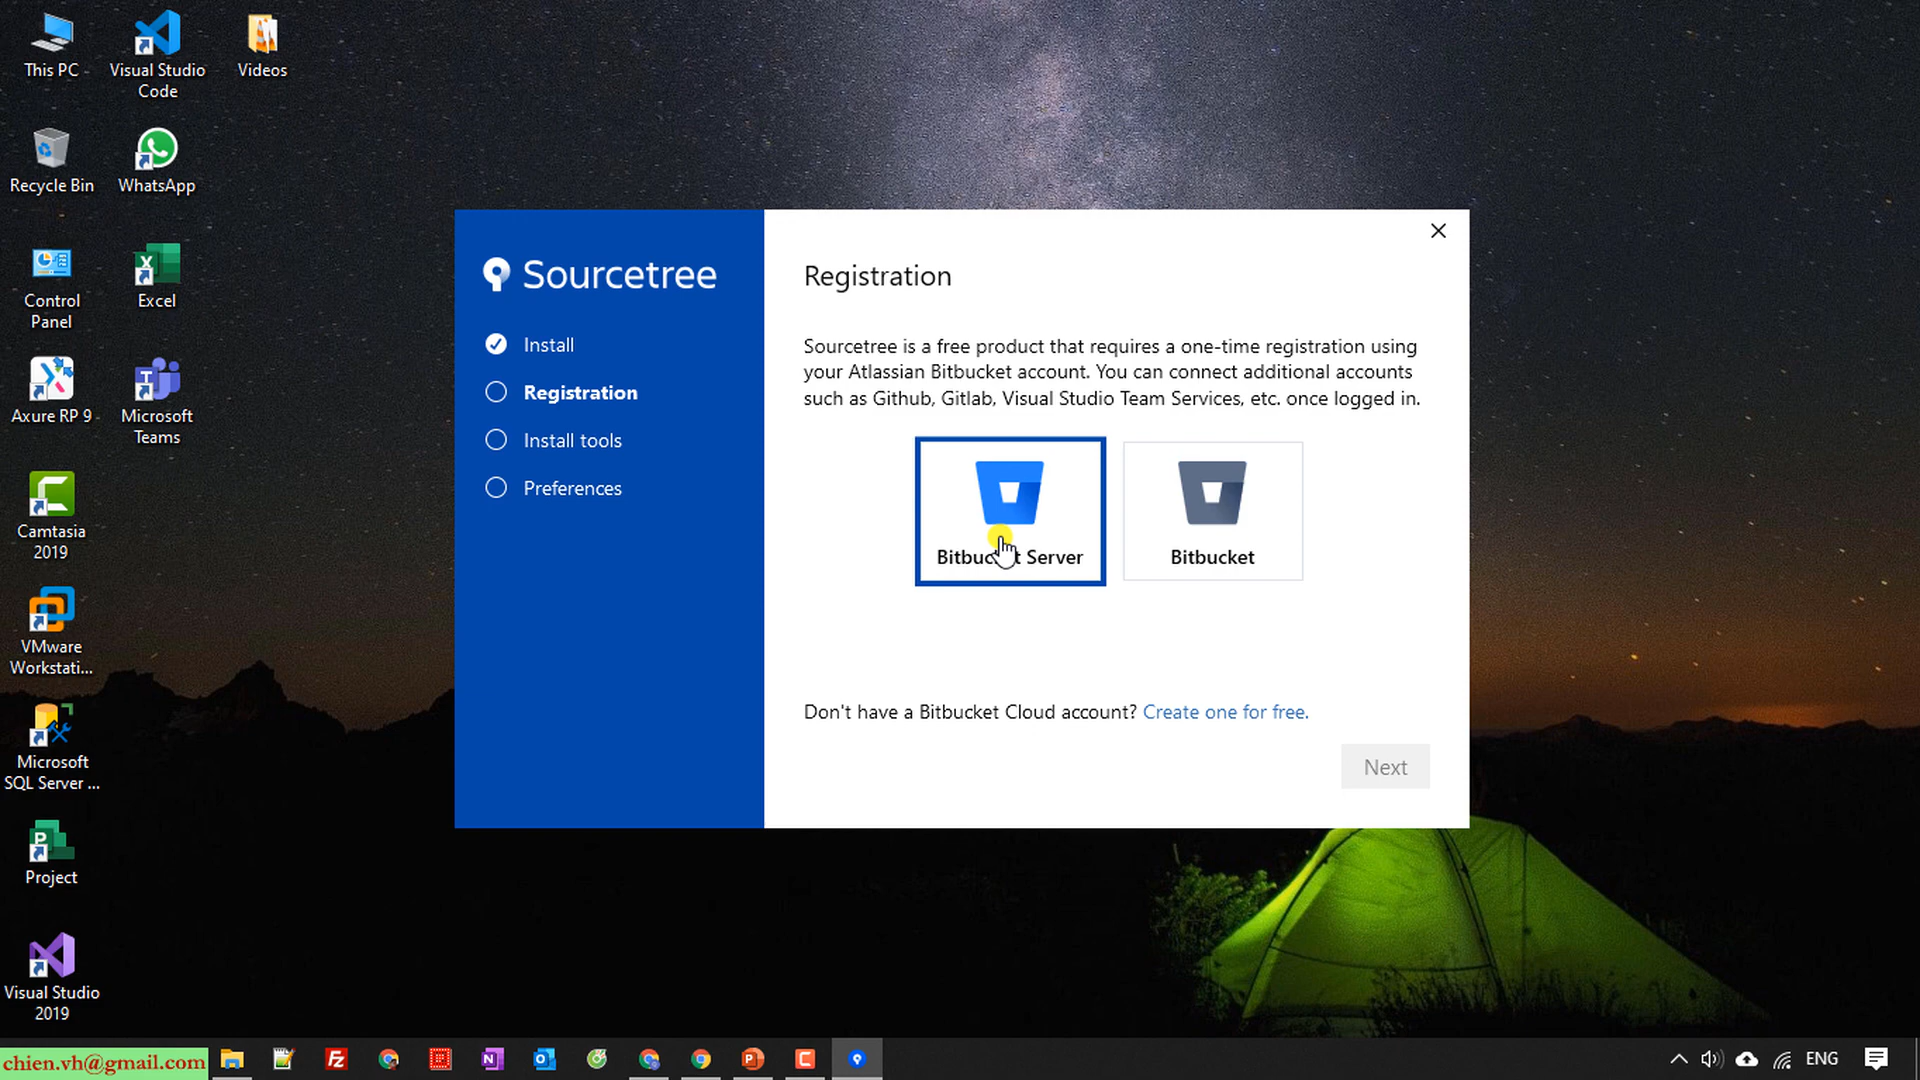 This PC
Visual Studio
Code
Videos
Recycle Bin
WhatsApp
Control
Panel
Excel
Axure RP 9
Microsoft
Teams
Camtasia
2019
VMware
Workstati...
Microsoft
SQL Server ...
Project
Visual Studio
2019
Sourcetree
Install
Registration
Install tools
Preferences
Registration
Sourcetree is a free product that requires a one-time registration using
your Atlassian Bitbucket account. You can connect additional accounts
such as Github, Gitlab, Visual Studio Team Services, etc. once logged in.
Bitbucket Server
Bitbucket
Don't have a Bitbucket Cloud account? Create one for free.
Next
chien.vh@gmail.com
ENG